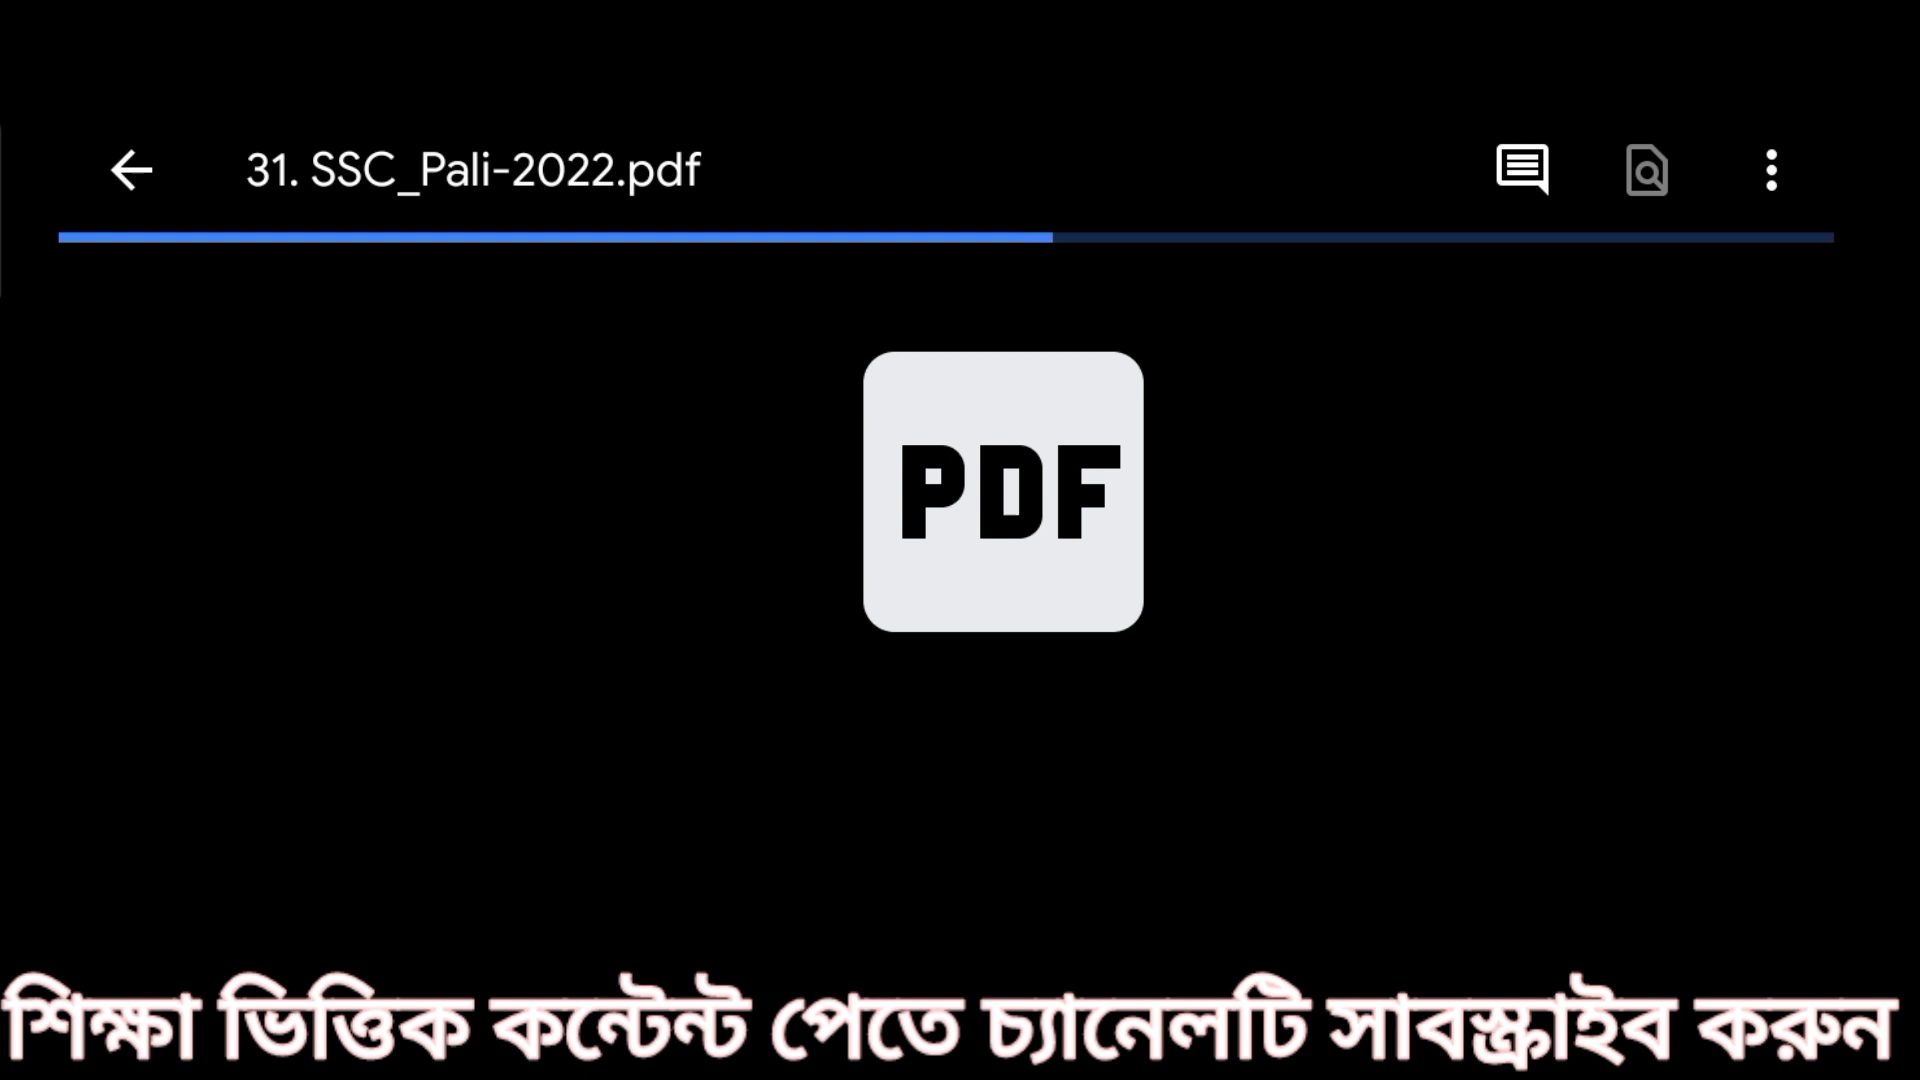 31. SSC_Pali-2022.pdf
PDF
শিক্ষা ভিত্তিক কন্টেন্ট পেতে চ্যানেলটি সাবস্ক্রাইব করুন